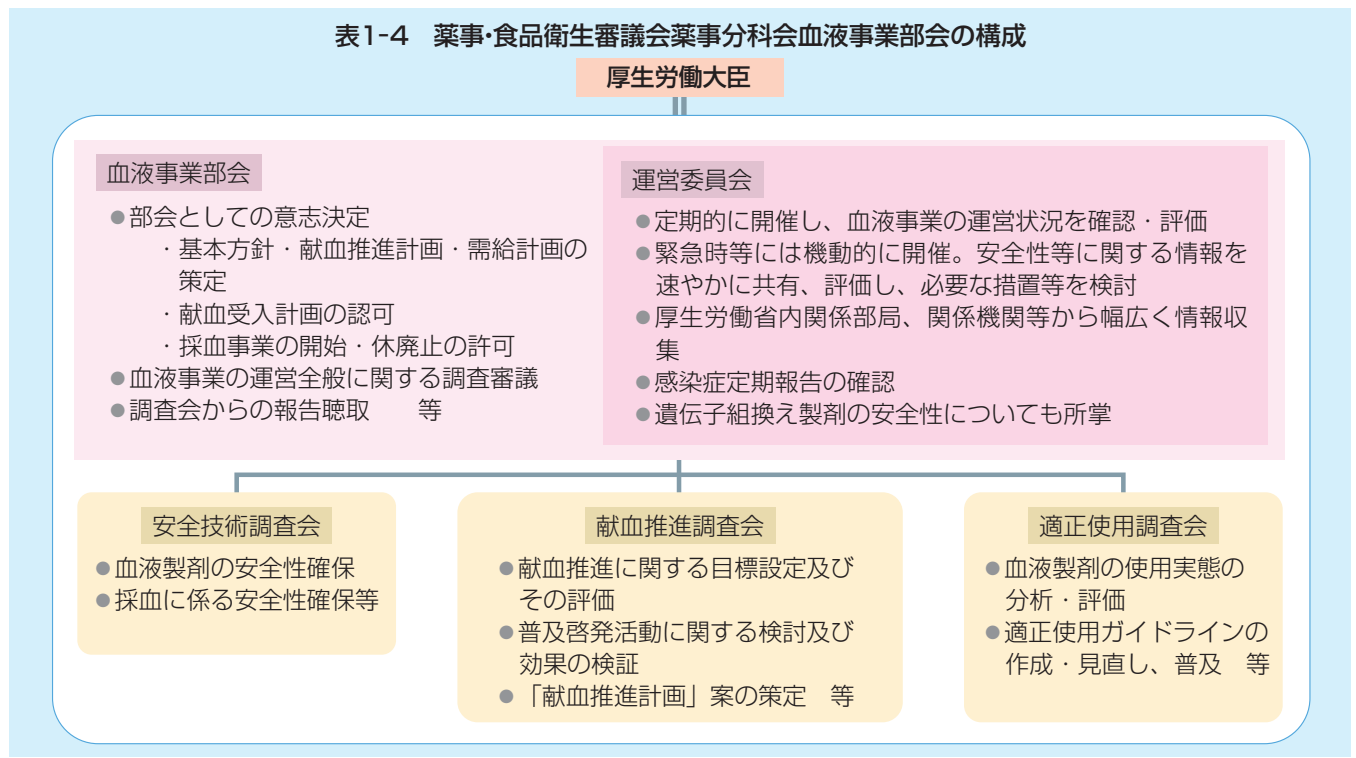 表1-4　薬事・食品衛生審議会薬事分科会血液事業部会の構成
厚生労働大臣
血液事業部会
●部会としての意志決定
・基本方針・献血推進計画・需給計画の
策定
・献血受入計画の認可
・採血事業の開始・休廃止の許可
●血液事業の運営全般に関する調査審議
●調査会からの報告聴取　　等
運営委員会
●定期的に開催し、血液事業の運営状況を確認・評価
●緊急時等には機動的に開催。安全性等に関する情報を
速やかに共有、評価し、必要な措置等を検討
●厚生労働省内関係部局、関係機関等から幅広く情報収
集
●感染症定期報告の確認
●遺伝子組換え製剤の安全性についても所掌
安全技術調査会
●血液製剤の安全性確保
●採血に係る安全性確保等
献血推進調査会
●献血推進に関する目標設定及び
その評価
●普及啓発活動に関する検討及び
効果の検証
●「献血推進計画」案の策定　等
適正使用調査会
●血液製剤の使用実態の
分析・評価
●適正使用ガイドラインの
作成・見直し、普及　等